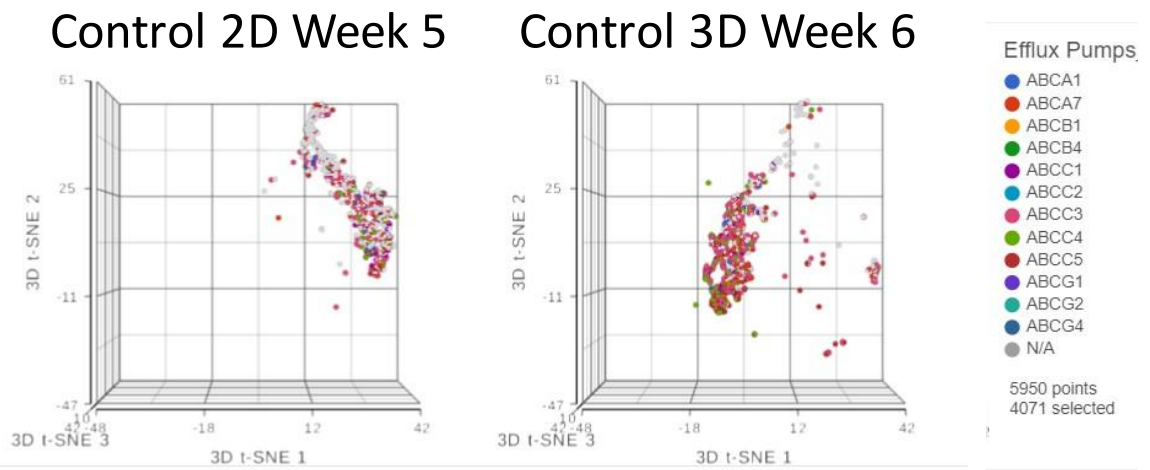 Control 2D Week 5
Control 3D Week 6
61
25
-11
-47
3D t-SNE 2
10
42
-48
-18
12
42
3D t-SNE 3
3D t-SNE 1
61
25
-11
-47
3D t-SNE 2
10
42
-48
-18
12
42
3D t-SNE 3
3D t-SNE 1
Efflux Pumps
ABCA1
ABCA7
ABCB1
ABCB4
ABCC1
ABCC2
ABCC3
ABCC4
ABCC5
ABCG1
ABCG2
ABCG4
N/A
5950 points
4071 selected